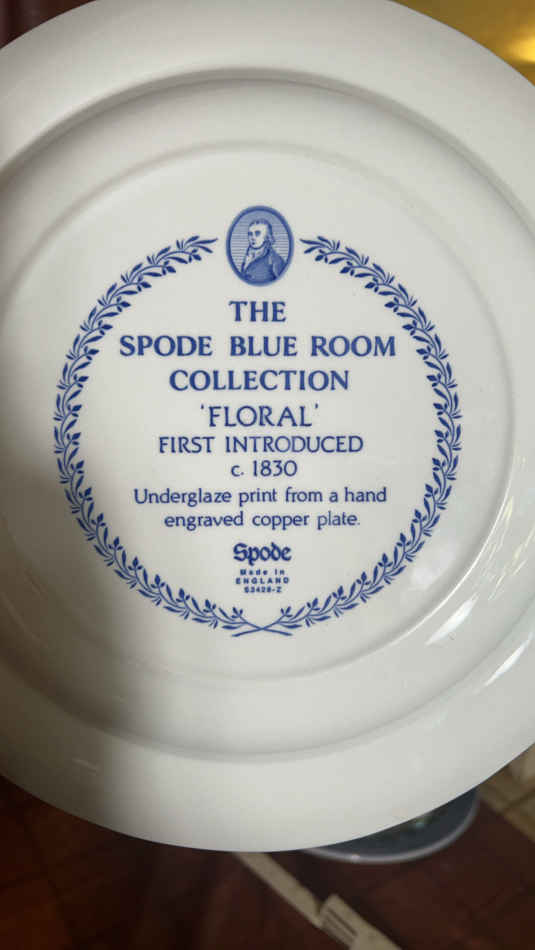 THE
SPODE BLUE ROOM
COLLECTION
'FLORAL'
FIRST INTRODUCED
c. 1830
Underglaze print from a hand
engraved copper plate.
Spode
Made in
ENGLAND
S3429-Z